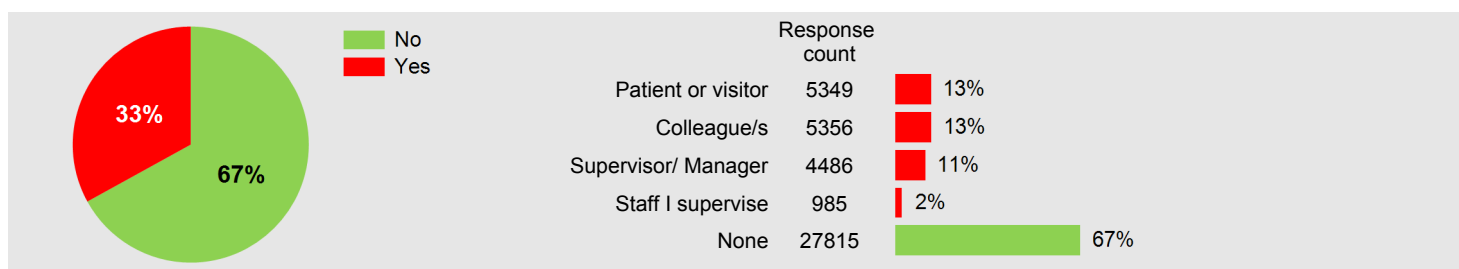 33%
67%
No
Yes
Response
count
Patient or visitor 5349 13%
Colleague/s 5356 13%
Supervisor/ Manager 4486 11%
Staff I supervise 985 2%
None 27815 67%